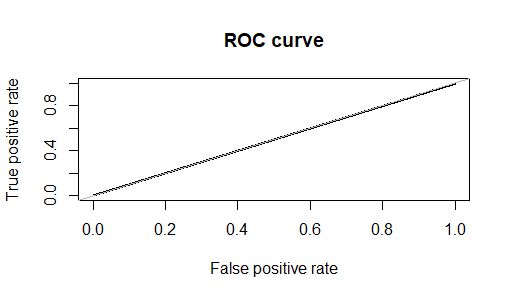 ROC curve
True positive rate
0.8
0.4
0.0
0.0 0.2 0.4 0.6 0.8 1.0
False positive rate